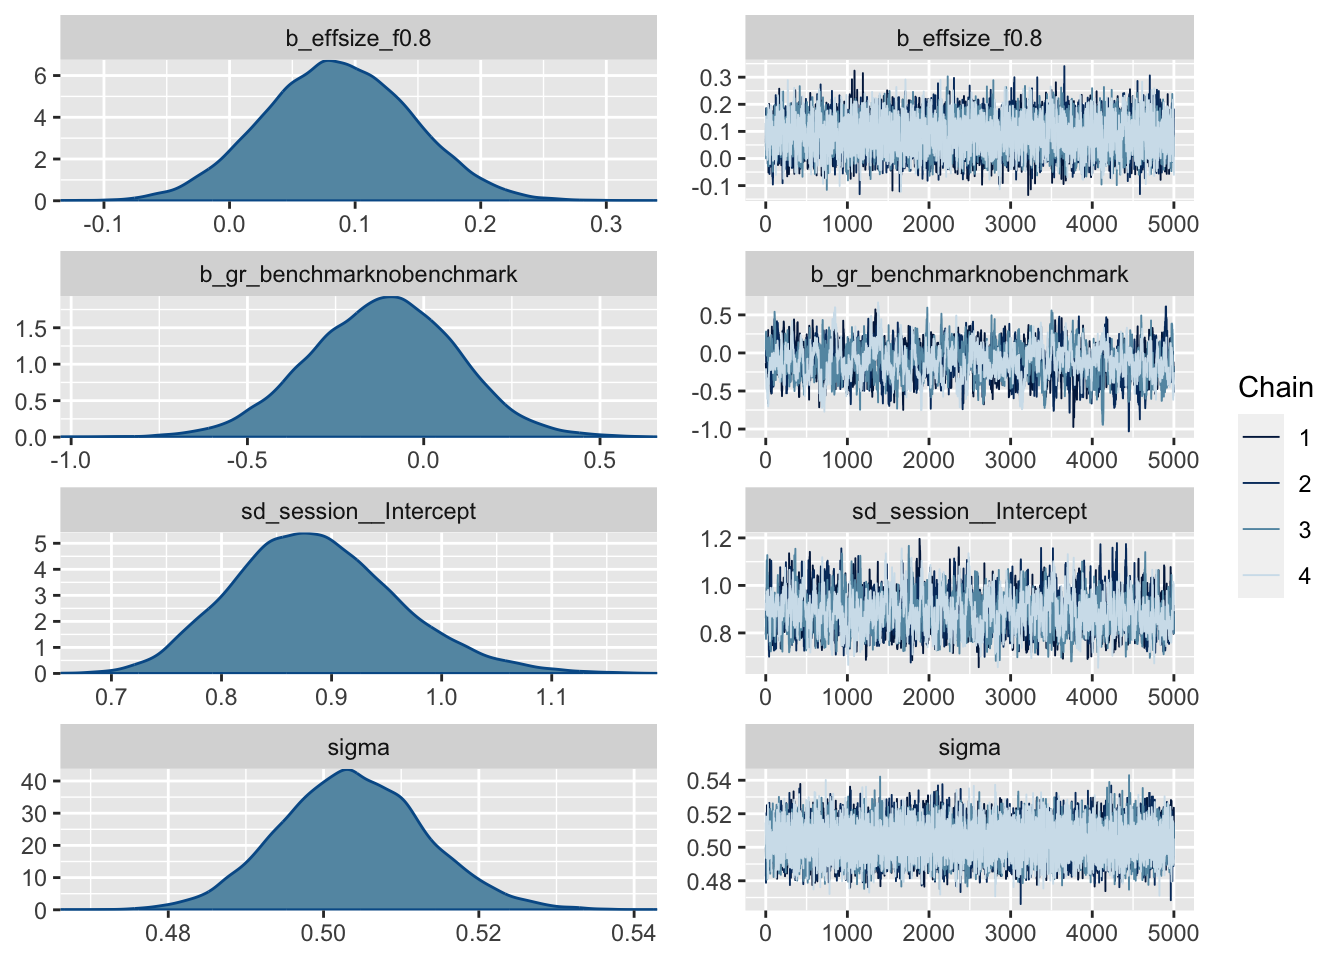 b_effsize_f0.8
b_effsize_f0.8
6
4
2
0
-0.1 0.0 0.1 0.2 0.3
0.3
0.2
0.1
0.0
-0.1
0 1000 2000 3000 4000 5000
b_gr_benchmarknobenchmark
b_gr_benchmarknobenchmark
1.5
1.0
0.5
0.0
-1.0 -0.5 0.0 0.5
0.5
0.0
-0.5
-1.0
0 1000 2000 3000 4000 5000
sd_session__Intercept
sd_session__Intercept
5
4
3
2
1
0
0.7 0.8 0.9 1.0 1.1
1.2
1.0
0.8
0 1000 2000 3000 4000 5000
sigma
sigma
40
30
20
10
0
0.48 0.50 0.52 0.54
0.54
0.52
0.50
0.48
0 1000 2000 3000 4000 5000
Chain
1
2
3
4